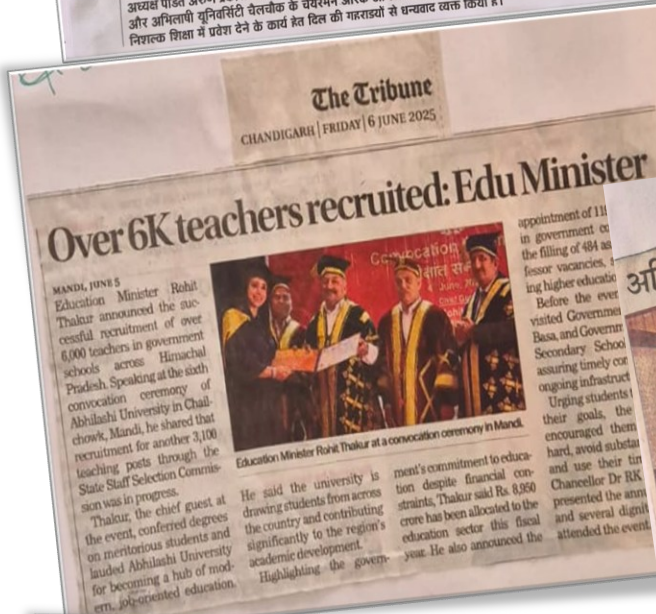 और अभिलाषी यूनिवर्सिटी चैलचौक के चेयरमैन
निशल्क शिक्षा में प्रवेश देने के कार्य हेत दिल की गहराइयों से धन्यवाद व्यक्त किया है।
The Tribune
CHANDIGARH | FRIDAY | 6 JUNE 2025
Over 6K teachers recruited: Edu Minister
MANDI, JUNE 5
Education Minister Rohit
Thakur announced the suc-
cessful recruitment of over
6,000 teachers in government
schools across Himachal
Pradesh. Speaking at the sixth
convocation ceremony of
Abhilashi University in Chail-
chowk, Mandi, he shared that
recruitment for another 3,100
teaching posts through the
State Staff Selection Commis-
sion was in progress.
Thakur, the chief guest at
the event, conferred degrees
on meritorious students and
lauded Abhilashi University
for becoming a hub of mod-
ern, job-oriented education.
Convocation
Education Minister Rohit Thakur at a convocation ceremony in Mandi.
He said the university is
drawing students from across
the country and contributing
significantly to the region's
academic development.
Highlighting the govern-
ment's commitment to educa-
tion despite financial con-
straints, Thakur said Rs. 8,950
crore has been allocated to the
education sector this fiscal
year. He also announced the
appointment of 11
in government
the filling of 484
fessor vacancies,
ing higher educatio
Before the ever
visited Governme
Basa, and Governm
Secondary Schoo
assuring timely cor
ongoing infrastruct
Urging students
their goals, the
encouraged them
hard, avoid substar
and use their tin
Chancellor Dr RK
presented the ann
and several dignit
attended the event